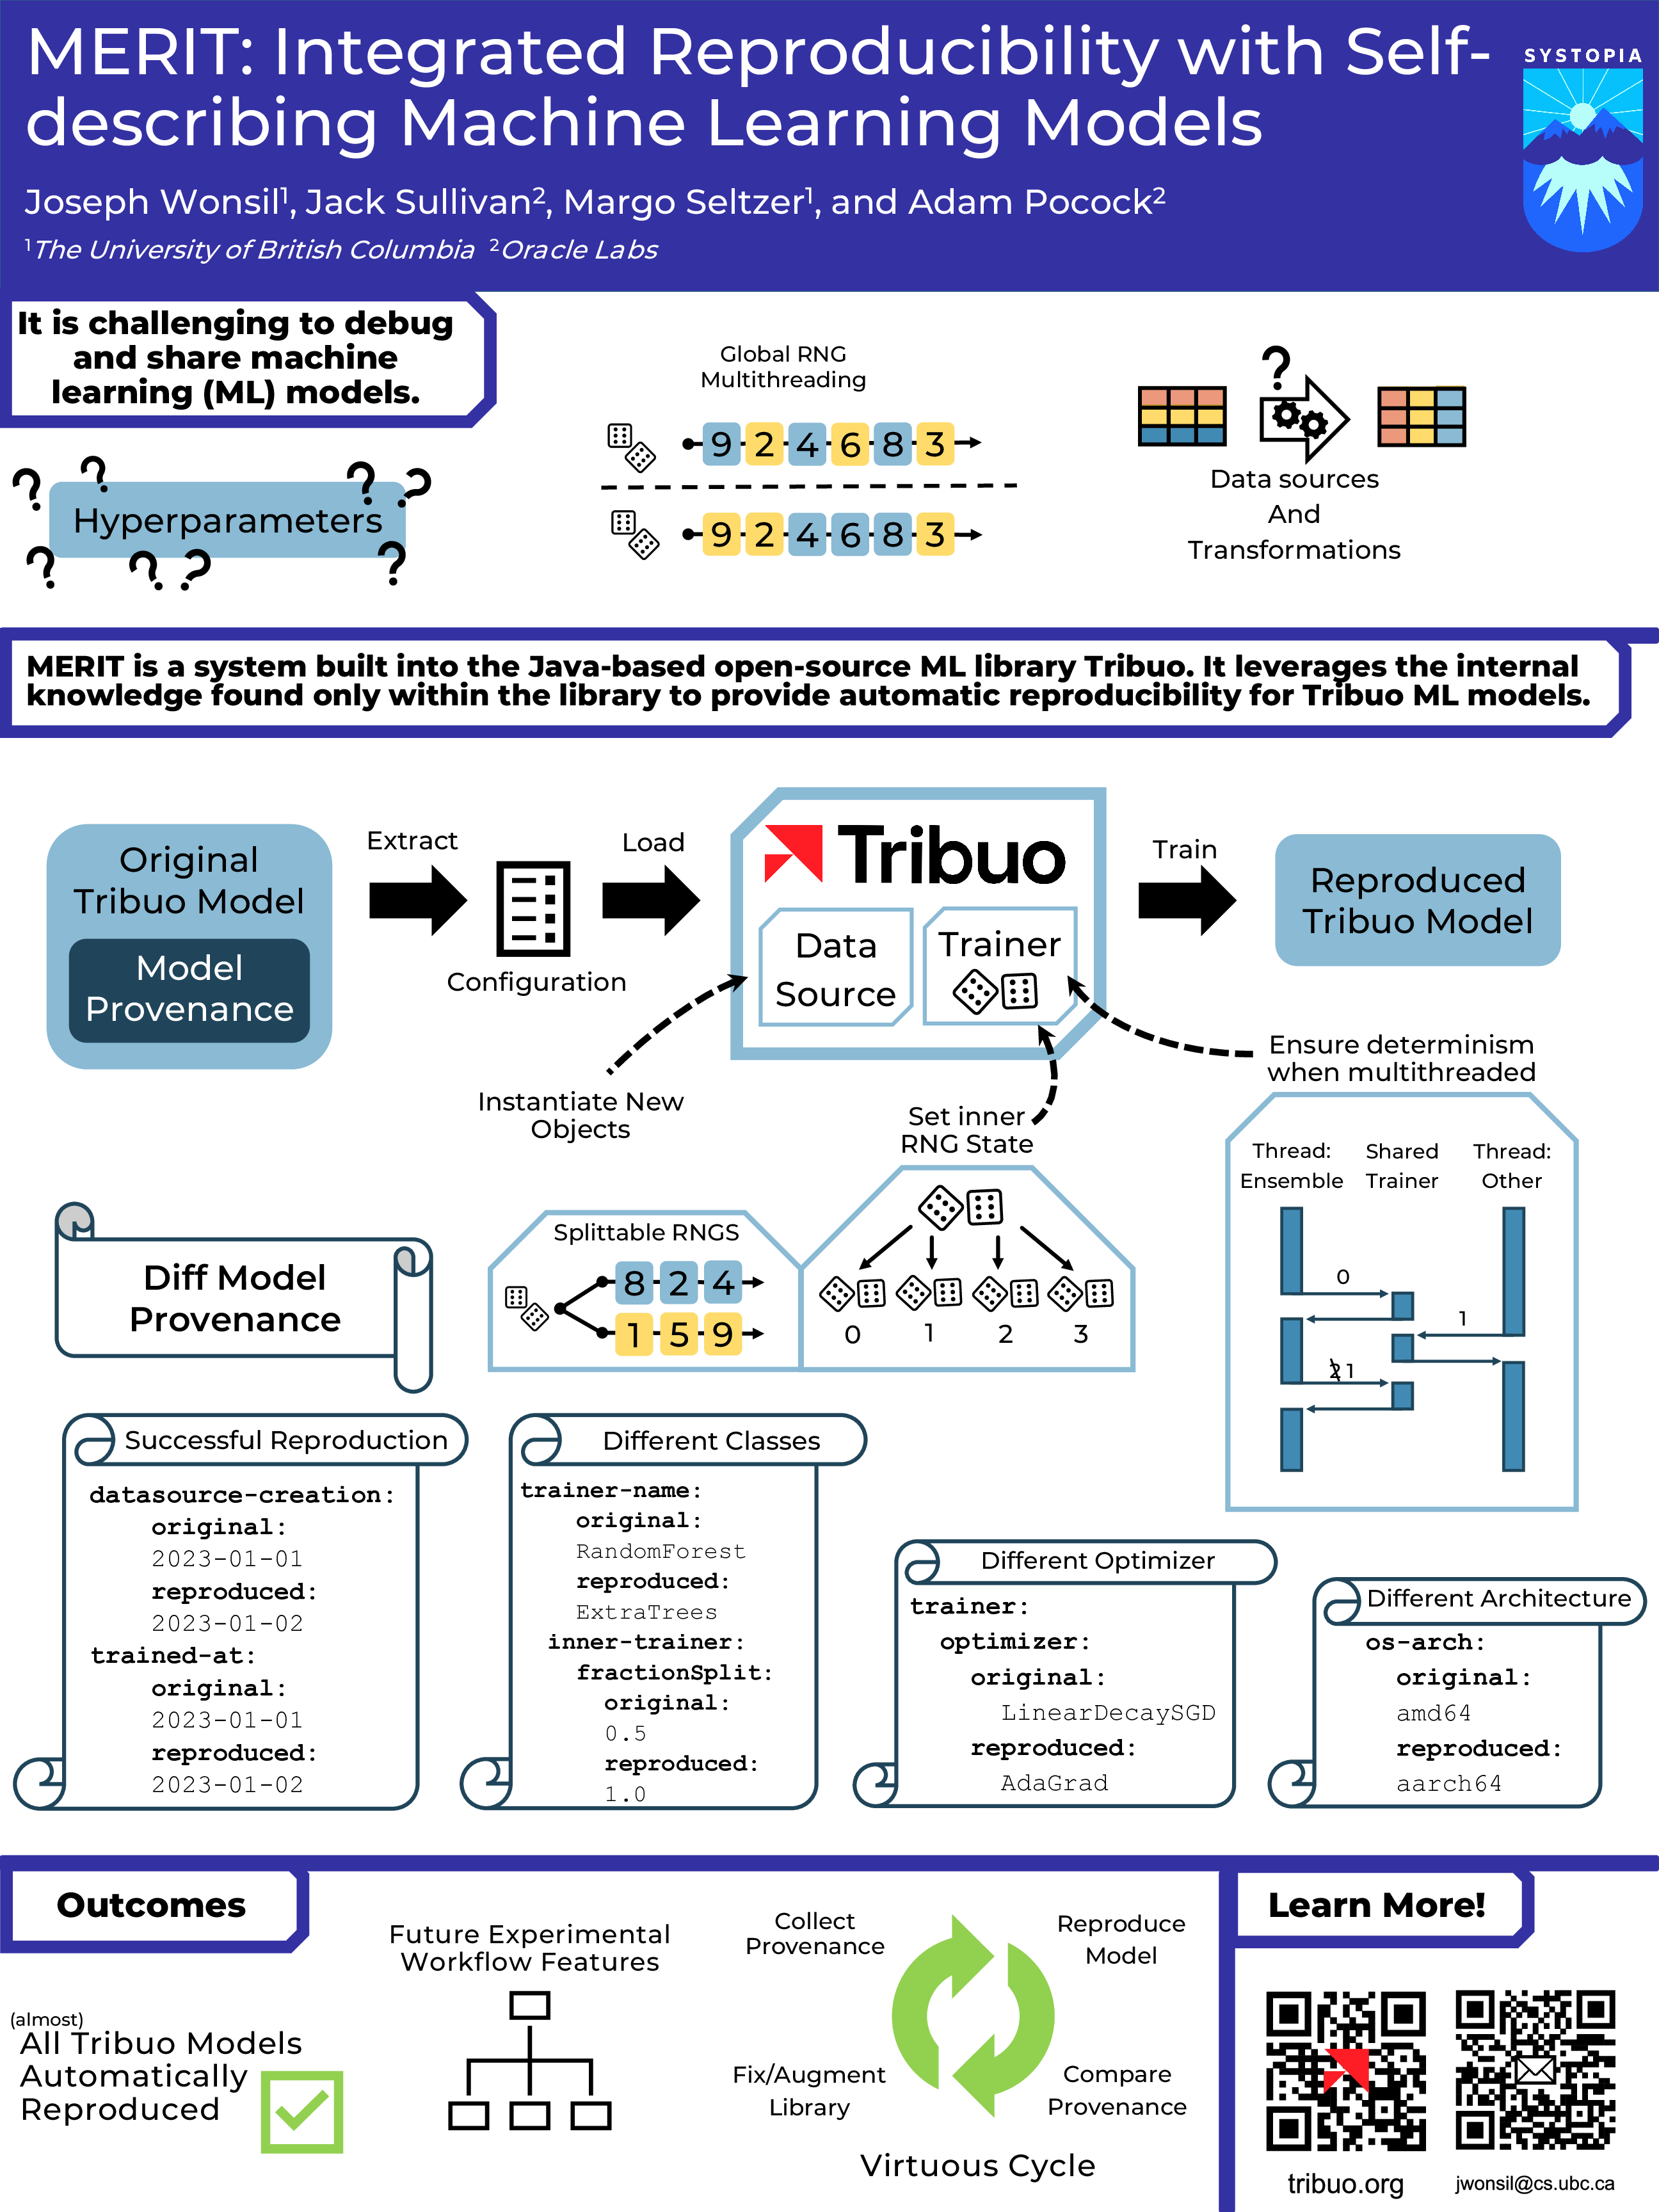 MERIT: Integrated Reproducibility with Self-
describing Machine Learning Models
SYSTOPIA
Joseph Wonsil¹, Jack Sullivan², Margo Seltzer¹, and Adam Pocock²
¹The University of British Columbia ²Oracle Labs
It is challenging to debug
and share machine
learning (ML) models.
? ? ? ?
Hyperparameters
? ? ? ?
Global RNG
Multithreading
9 2 4 6 8 3
9 2 4 6 8 3
?
Data sources
And
Transformations
MERIT is a system built into the Java-based open-source ML library Tribuo. It leverages the internal
knowledge found only within the library to provide automatic reproducibility for Tribuo ML models.
Original
Tribuo Model
Model
Provenance
Extract
Configuration
Load
Tribuo
Data
Source
Trainer
Train
Reproduced
Tribuo Model
Instantiate New
Objects
Set inner
RNG State
Ensure determinism
when multithreaded
Diff Model
Provenance
Splittable RNGS
8 2 4
1 5 9
0 1 2 3
Thread:
Ensemble
Shared
Trainer
Thread:
Other
0
1
2 1
Successful Reproduction
datasource-creation:
original:
2023-01-01
reproduced:
2023-01-02
trained-at:
original:
2023-01-01
reproduced:
2023-01-02
Different Classes
trainer-name:
original:
RandomForest
reproduced:
ExtraTrees
inner-trainer:
fractionSplit:
original:
0.5
reproduced:
1.0
Different Optimizer
trainer:
optimizer:
original:
LinearDecaySGD
reproduced:
AdaGrad
Different Architecture
os-arch:
original:
amd64
reproduced:
aarch64
Outcomes
(almost)
All Tribuo Models
Automatically
Reproduced
Future Experimental
Workflow Features
Collect
Provenance
Reproduce
Model
Fix/Augment
Library
Compare
Provenance
Virtuous Cycle
Learn More!
tribuo.org
jwonsil@cs.ubc.ca